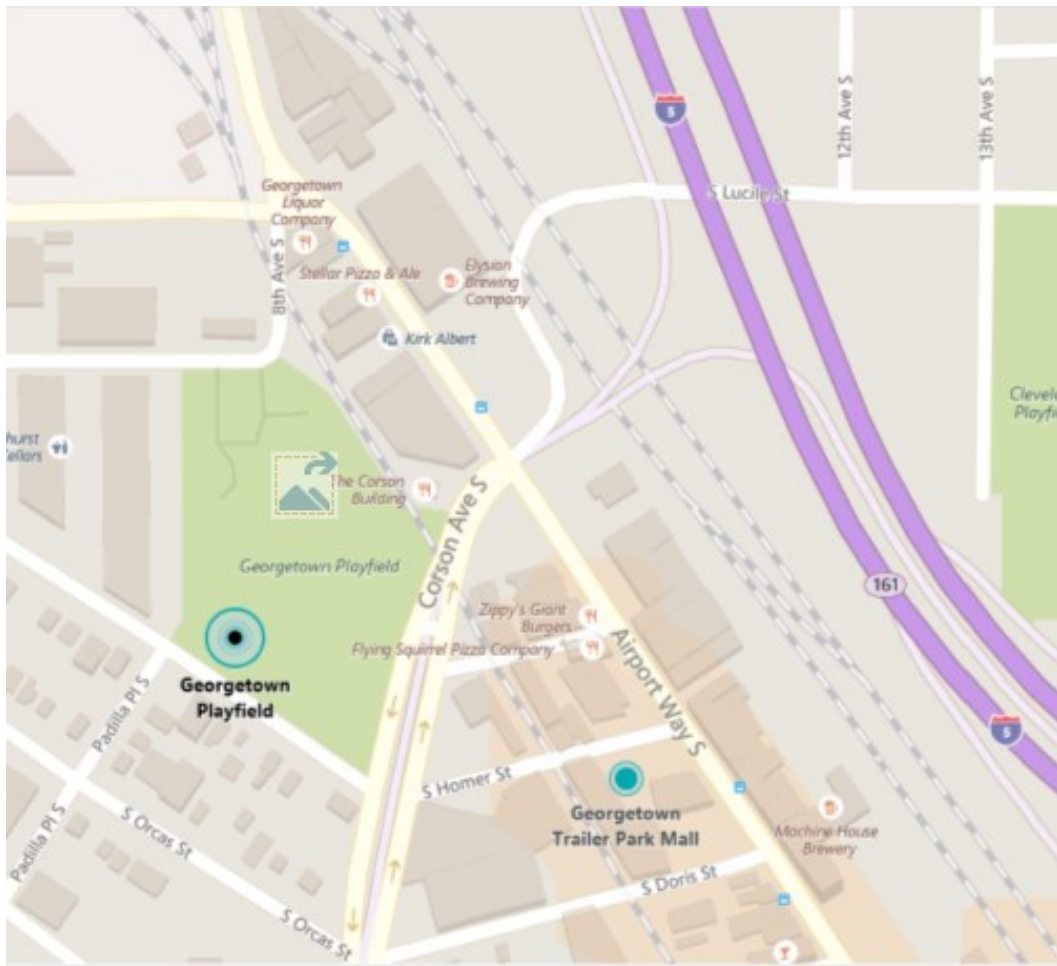 5
12th Ave S
13th Ave S
S Lucile St
Georgetown
Liquor
Company
8th Ave S
Stellar Pizza & Ale
Elysian
Brewing
Company
Kirk Albert
Playfi
The Corson
Building
Corson Ave S
Georgetown Playfield
161
Zippy's Giant
Burgers
Flying Squirrel Pizza Company
Airport Way S
Georgetown
Playfield
Padilla Pl S
5
S Homer St
Georgetown
Trailer Park Mall
Machine House
Brewery
S Orcas St
Padilla Pl S
S Doris St
S Orcas St